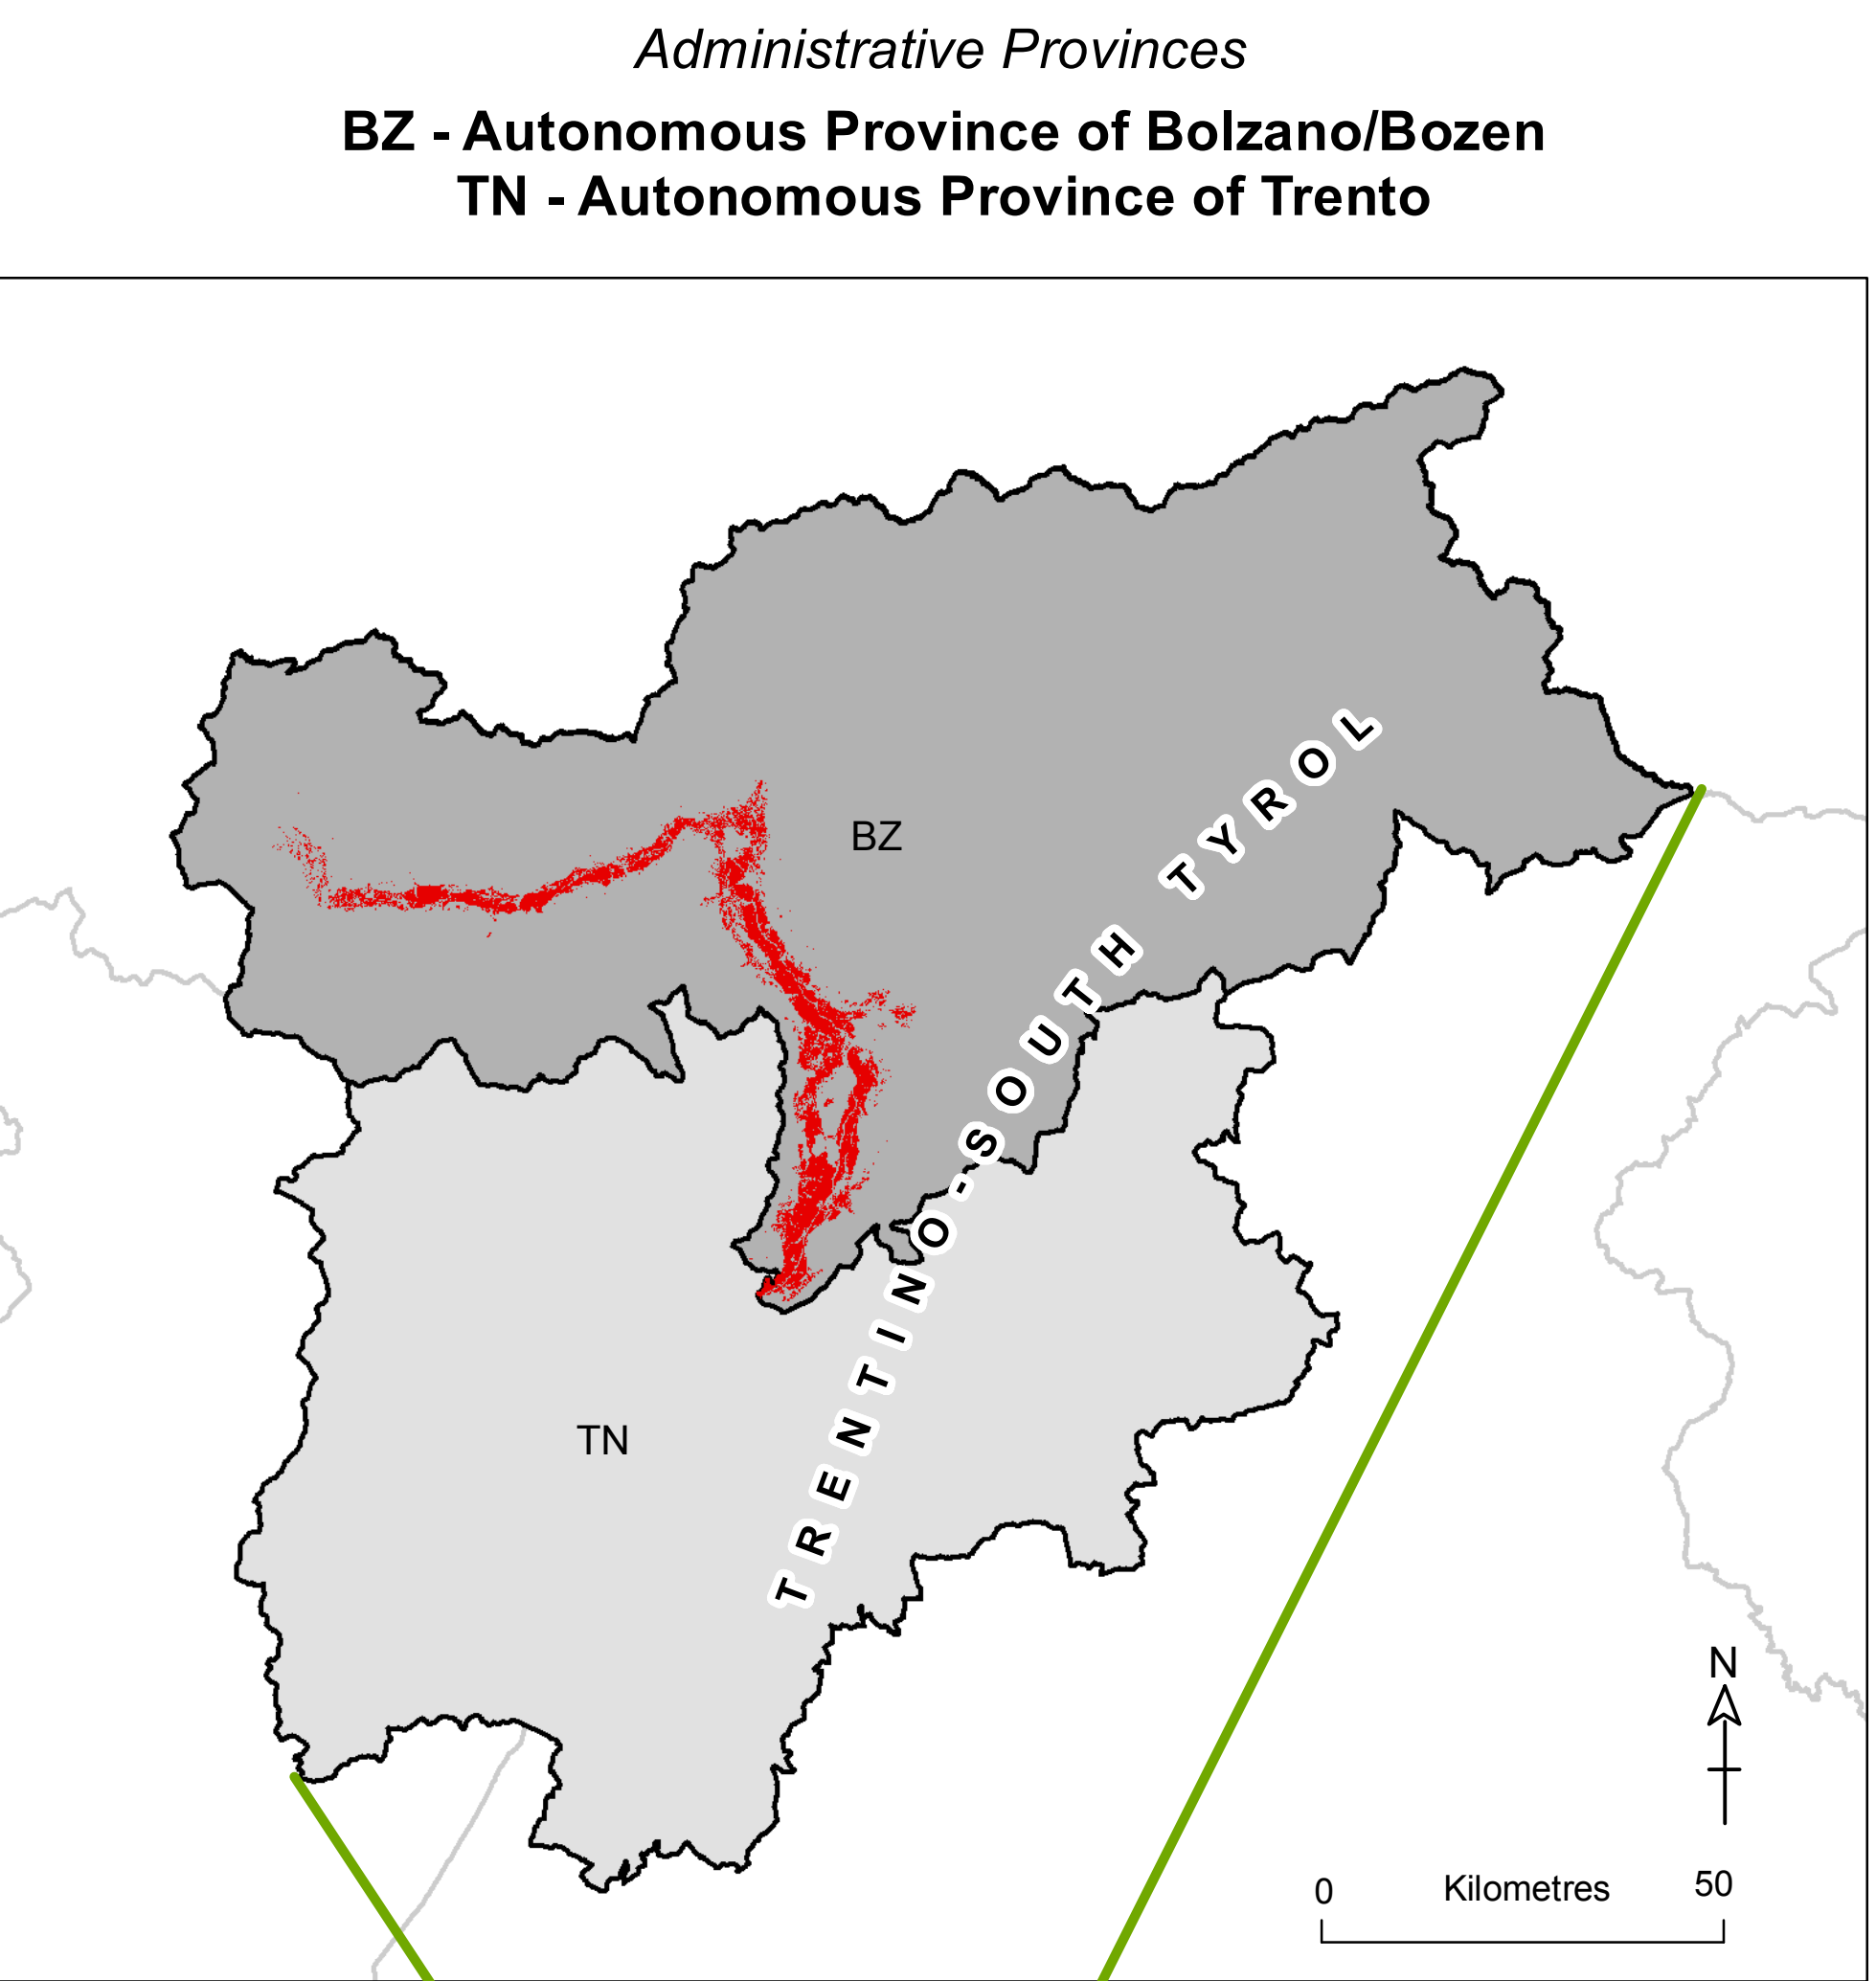 Administrative Provinces
BZ - Autonomous Province of Bolzano/Bozen
TN - Autonomous Province of Trento
BZ
TRENTINO-SOUTH TYROL
TN
N
0 Kilometres 50